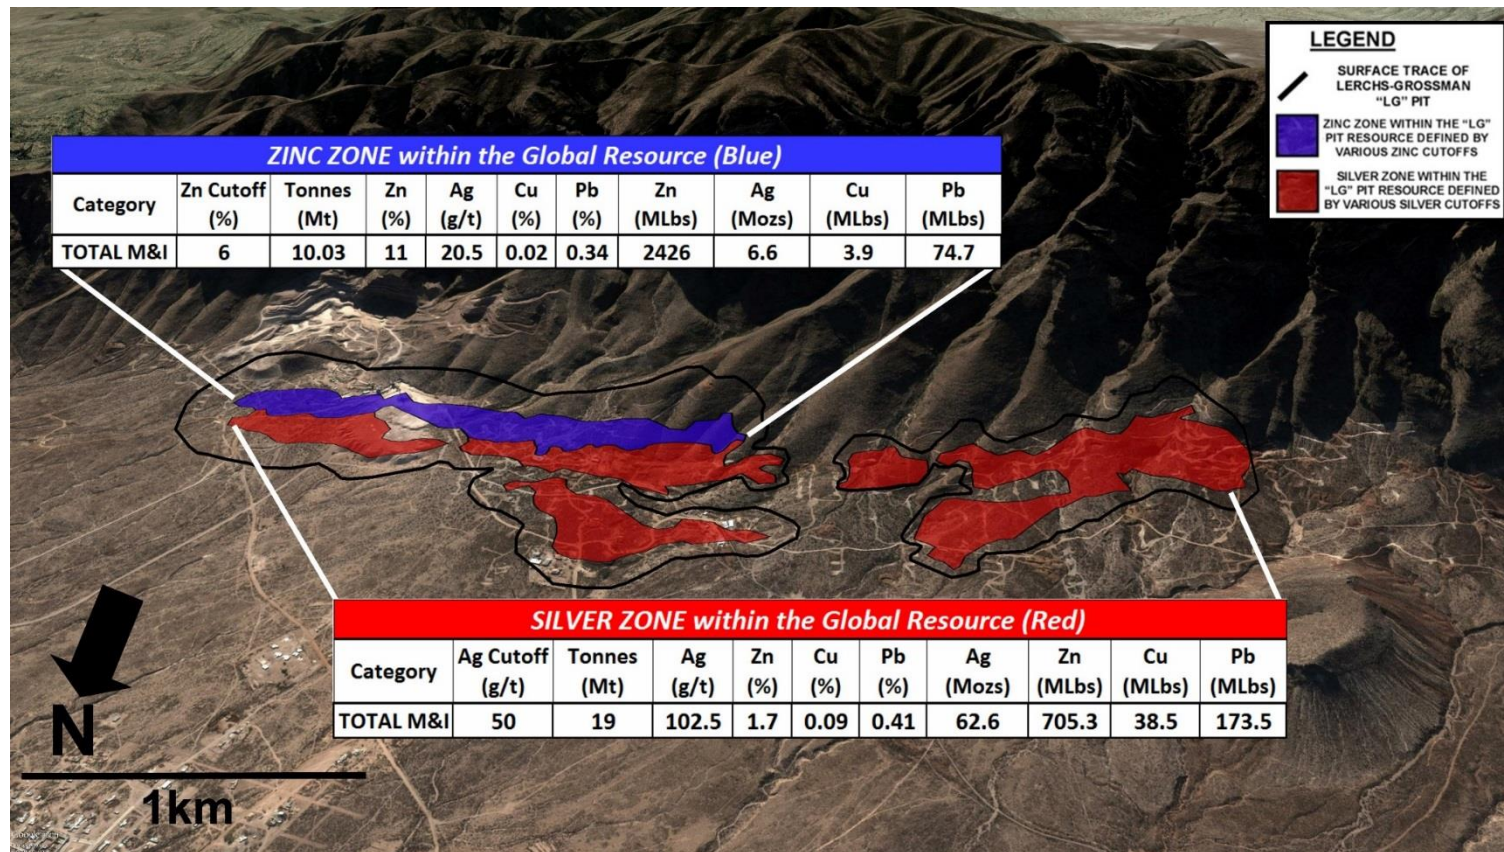 LEGEND
SURFACE TRACE OF
LERCHS-GROSSMAN
“LG” PIT
ZINC ZONE WITHIN THE “LG”
PIT RESOURCE DEFINED BY
VARIOUS ZINC CUTOFFS
SILVER ZONE WITHIN THE
“LG” PIT RESOURCE DEFINED
BY VARIOUS SILVER CUTOFFS
ZINC ZONE within the Global Resource (Blue)
Category Zn Cutoff (%) Tonnes (Mt) Zn (%) Ag (g/t) Cu (%) Pb (%) Zn (MLbs) Ag (Mozs) Cu (MLbs) Pb (MLbs)
TOTAL M&I 6 10.03 11 20.5 0.02 0.34 2426 6.6 3.9 74.7
SILVER ZONE within the Global Resource (Red)
Category Ag Cutoff (g/t) Tonnes (Mt) Ag (g/t) Zn (%) Cu (%) Pb (%) Ag (Mozs) Zn (MLbs) Cu (MLbs) Pb (MLbs)
TOTAL M&I 50 19 102.5 1.7 0.09 0.41 62.6 705.3 38.5 173.5
N
1km